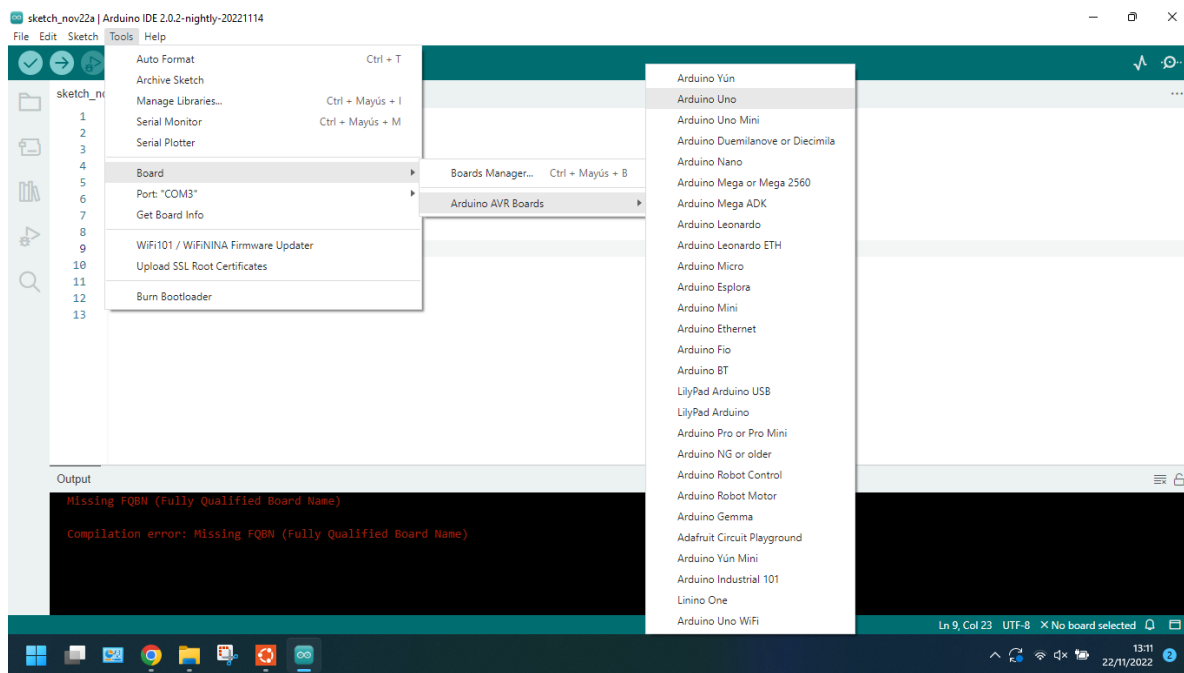 sketch_nov22a | Arduino IDE 2.0.2-nightly-20221114
File Edit Sketch Tools Help
sketch_no
1
2
3
4
5
6
7
8
9
10
11
12
13
Auto Format Ctrl + T
Archive Sketch
Manage Libraries... Ctrl + Mayús + I
Serial Monitor Ctrl + Mayús + M
Serial Plotter
Board
Port: "COM3"
Get Board Info
WiFi101 / WiFiNINA Firmware Updater
Upload SSL Root Certificates
Burn Bootloader
Boards Manager... Ctrl + Mayús + B
Arduino AVR Boards
Arduino Yún
Arduino Uno
Arduino Uno Mini
Arduino Duemilanove or Diecimila
Arduino Nano
Arduino Mega or Mega 2560
Arduino Mega ADK
Arduino Leonardo
Arduino Leonardo ETH
Arduino Micro
Arduino Esplora
Arduino Mini
Arduino Ethernet
Arduino Fio
Arduino BT
LilyPad Arduino USB
LilyPad Arduino
Arduino Pro or Pro Mini
Arduino NG or older
Arduino Robot Control
Arduino Robot Motor
Arduino Gemma
Adafruit Circuit Playground
Arduino Yún Mini
Arduino Industrial 101
Linino One
Arduino Uno WiFi
Output
Missing FQBN (Fully Qualified Board Name)
Compilation error: Missing FQBN (Fully Qualified Board Name)
Ln 9, Col 23 UTF-8 No board selected
13:11
22/11/2022
2